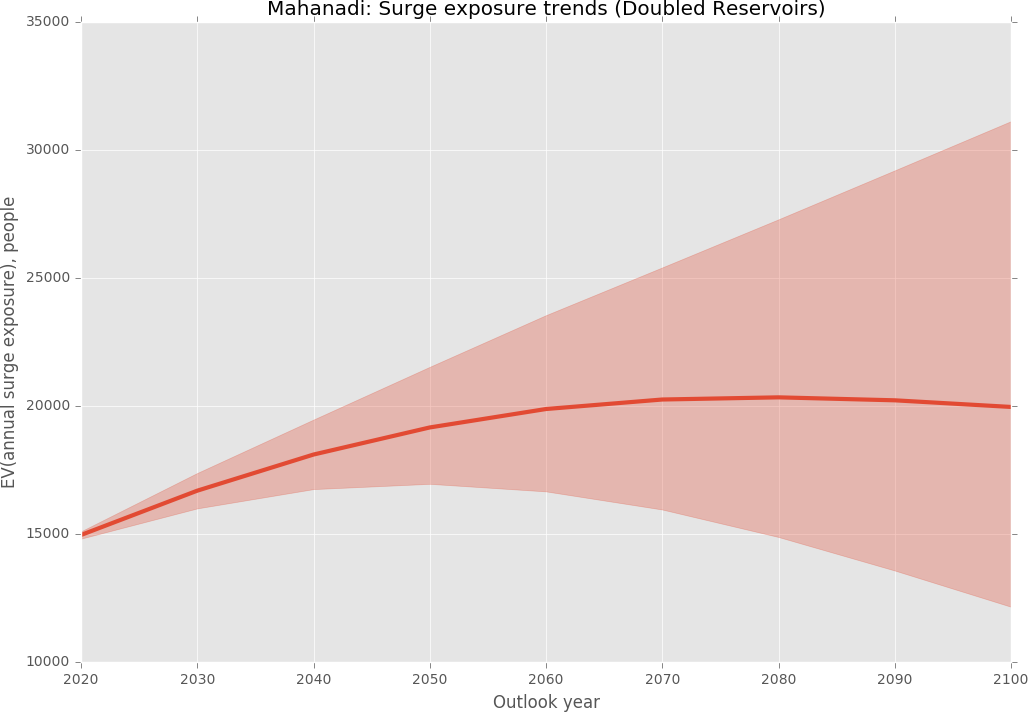 Mahanadi: Surge exposure trends (Doubled Reservoirs)
EV(annual surge exposure), people
35000
30000
25000
20000
15000
10000
2020 2030 2040 2050 2060 2070 2080 2090 2100
Outlook year